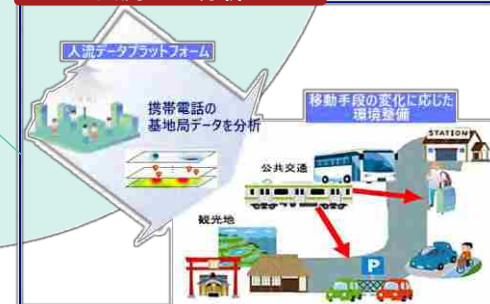 人流データプラットフォーム
携帯電話の
基地局データを分析
移動手段の変化に応じた
環境整備
STATION
公共交通
観光地
P